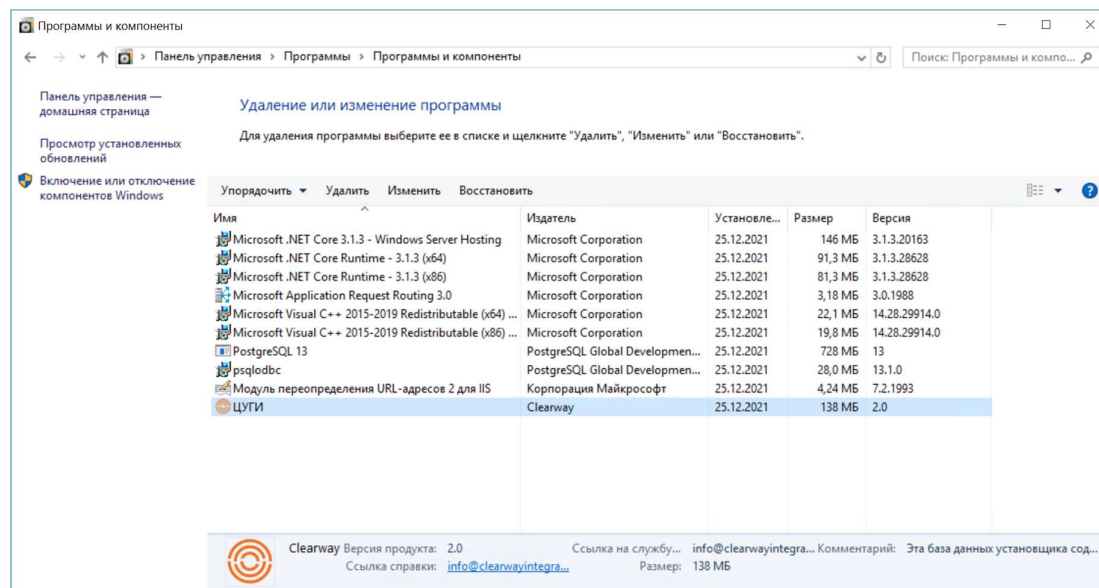 Программы и компоненты
Панель управления > Программы > Программы и компоненты
Поиск: Программы и компо...
Панель управления — домашняя страница
Просмотр установленных обновлений
Включение или отключение компонентов Windows
Удаление или изменение программы
Для удаления программы выберите ее в списке и щелкните "Удалить", "Изменить" или "Восстановить".
Упорядочить Удалить Изменить Восстановить
Имя Издатель Установле... Размер Версия
Microsoft .NET Core 3.1.3 - Windows Server Hosting Microsoft Corporation 25.12.2021 146 МБ 3.1.3.20163
Microsoft .NET Core Runtime - 3.1.3 (x64) Microsoft Corporation 25.12.2021 91,3 МБ 3.1.3.28628
Microsoft .NET Core Runtime - 3.1.3 (x86) Microsoft Corporation 25.12.2021 81,3 МБ 3.1.3.28628
Microsoft Application Request Routing 3.0 Microsoft Corporation 25.12.2021 3,18 МБ 3.0.1988
Microsoft Visual C++ 2015-2019 Redistributable (x64) ... Microsoft Corporation 25.12.2021 22,1 МБ 14.28.29914.0
Microsoft Visual C++ 2015-2019 Redistributable (x86) ... Microsoft Corporation 25.12.2021 19,8 МБ 14.28.29914.0
PostgreSQL 13 PostgreSQL Global Developmen... 25.12.2021 728 МБ 13
psqlodbc PostgreSQL Global Developmen... 25.12.2021 28,0 МБ 13.1.0
Модуль переопределения URL-адресов 2 для IIS Корпорация Майкрософт 25.12.2021 4,24 МБ 7.2.1993
ЦУГИ Clearway 25.12.2021 138 МБ 2.0
Clearway Версия продукта: 2.0 Ссылка на службу... info@clearwayintegra... Комментарий: Эта база данных установщика сод...
Ссылка справки: info@clearwayintegra... Размер: 138 МБ